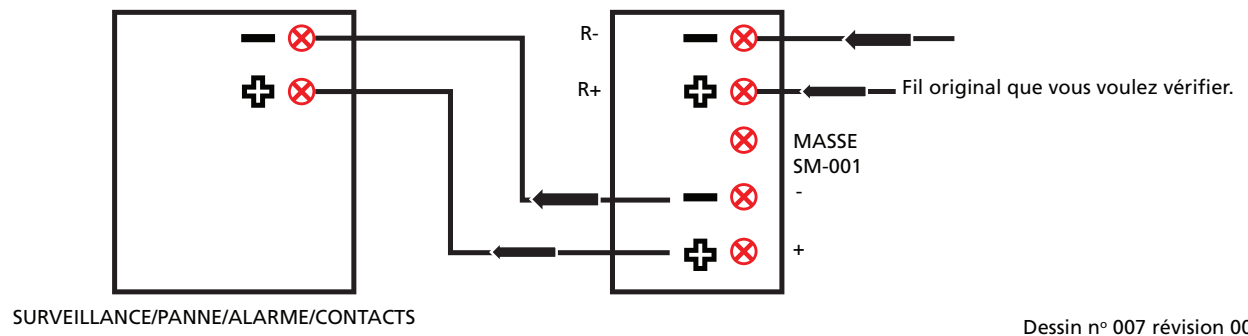 R-
R+
Fil original que vous voulez vérifier.
MASSE
SM-001
-
+
SURVEILLANCE/PANNE/ALARME/CONTACTS
Dessin nº 007 révision 00